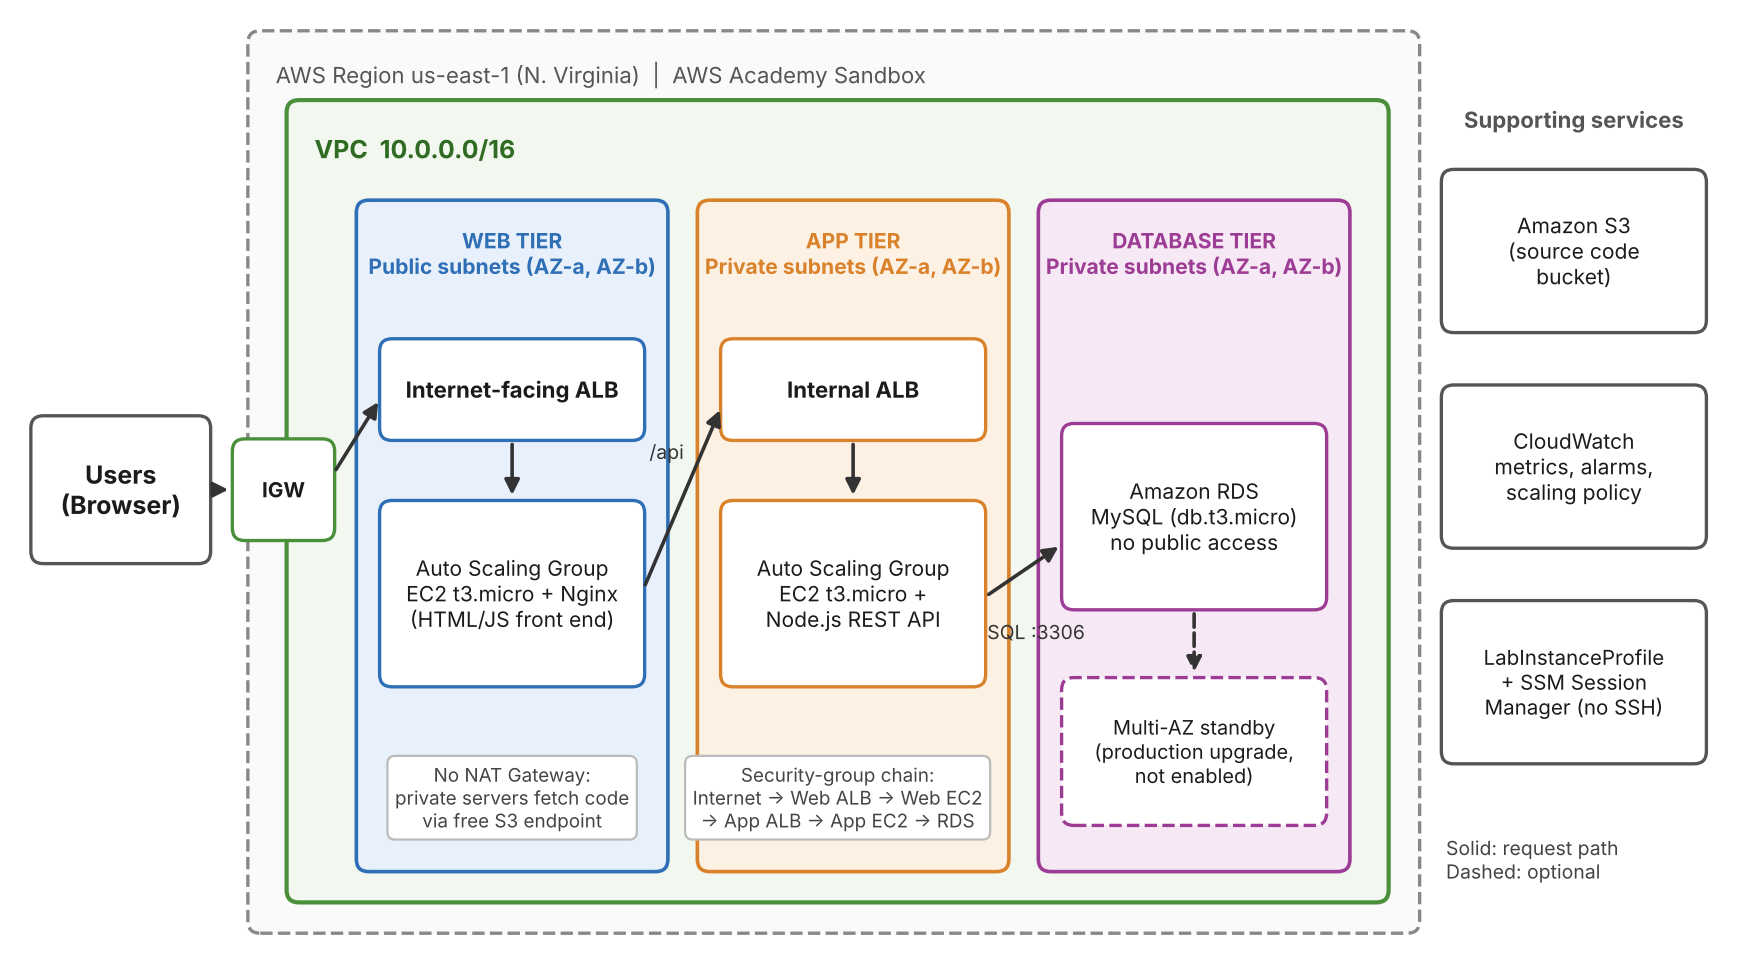 AWS Region us-east-1 (N. Virginia) | AWS Academy Sandbox
VPC 10.0.0.0/16
Users
(Browser)
IGW
WEB TIER
Public subnets (AZ-a, AZ-b)
Internet-facing ALB
Auto Scaling Group
EC2 t3.micro + Nginx
(HTML/JS front end)
No NAT Gateway:
private servers fetch code
via free S3 endpoint
/api
APP TIER
Private subnets (AZ-a, AZ-b)
Internal ALB
Auto Scaling Group
EC2 t3.micro +
Node.js REST API
Security-group chain:
Internet → Web ALB → Web EC2
→ App ALB → App EC2 → RDS
SQL :3306
DATABASE TIER
Private subnets (AZ-a, AZ-b)
Amazon RDS
MySQL (db.t3.micro)
no public access
Multi-AZ standby
(production upgrade,
not enabled)
Supporting services
Amazon S3
(source code
bucket)
CloudWatch
metrics, alarms,
scaling policy
LabInstanceProfile
+ SSM Session
Manager (no SSH)
Solid: request path
Dashed: optional